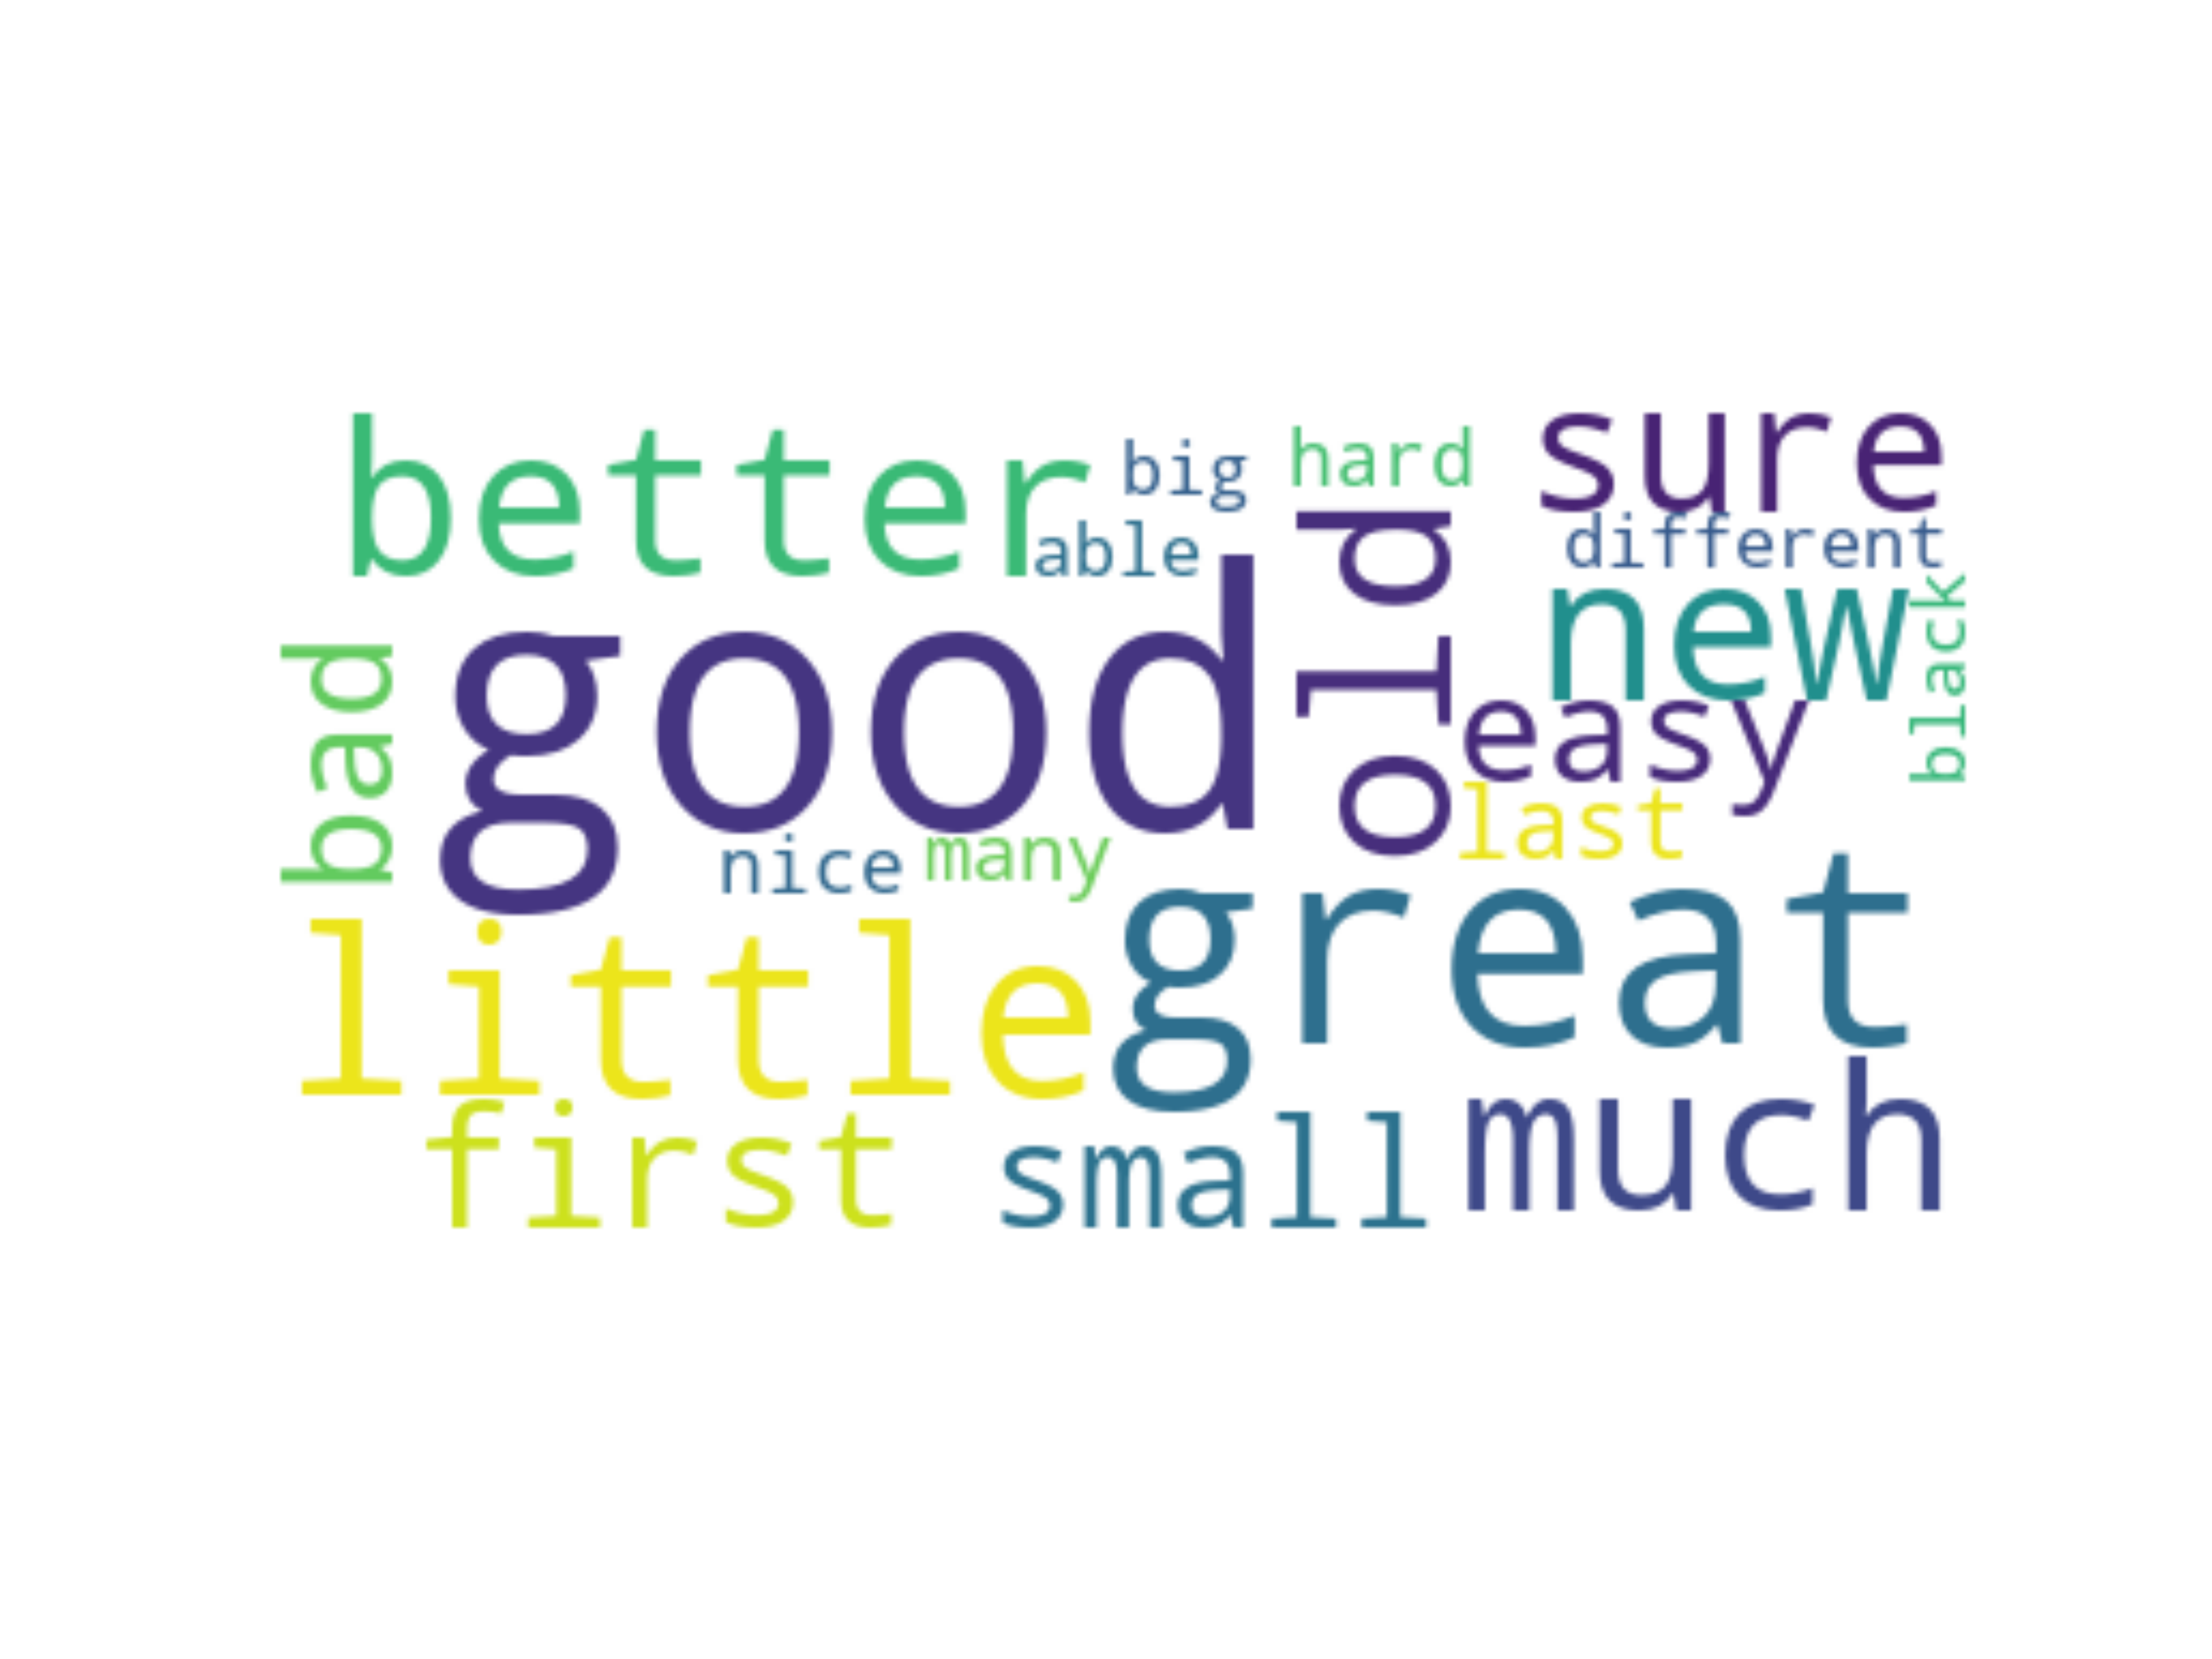 better
big
hard
sure
able
different
old
new
black
bad
good
easy
last
nice
many
little
great
first
small
much